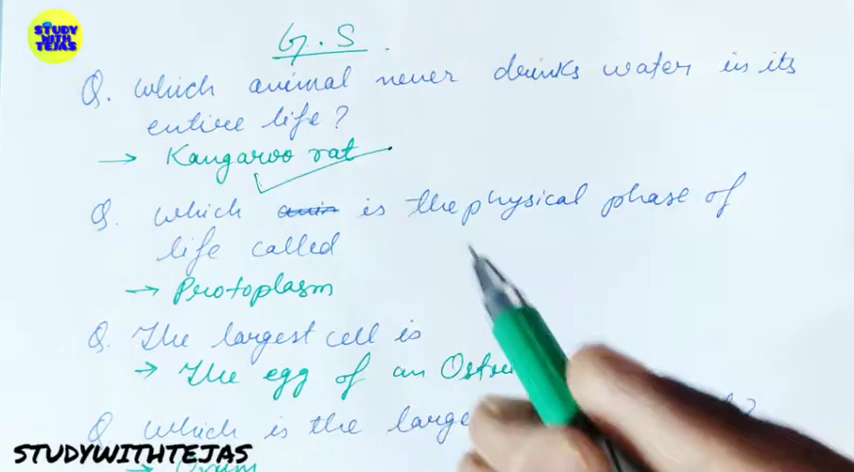 STUDY
WITH
TEJAS
G.S.
Q. Which animal never drinks water in its
entire life?
→ Kangaroo rat
Q. Which is the physical phase of
life called
→ Protoplasm
Q. The largest cell is
→ The egg of an
Q. Which is the
STUDYWITHTEJAS